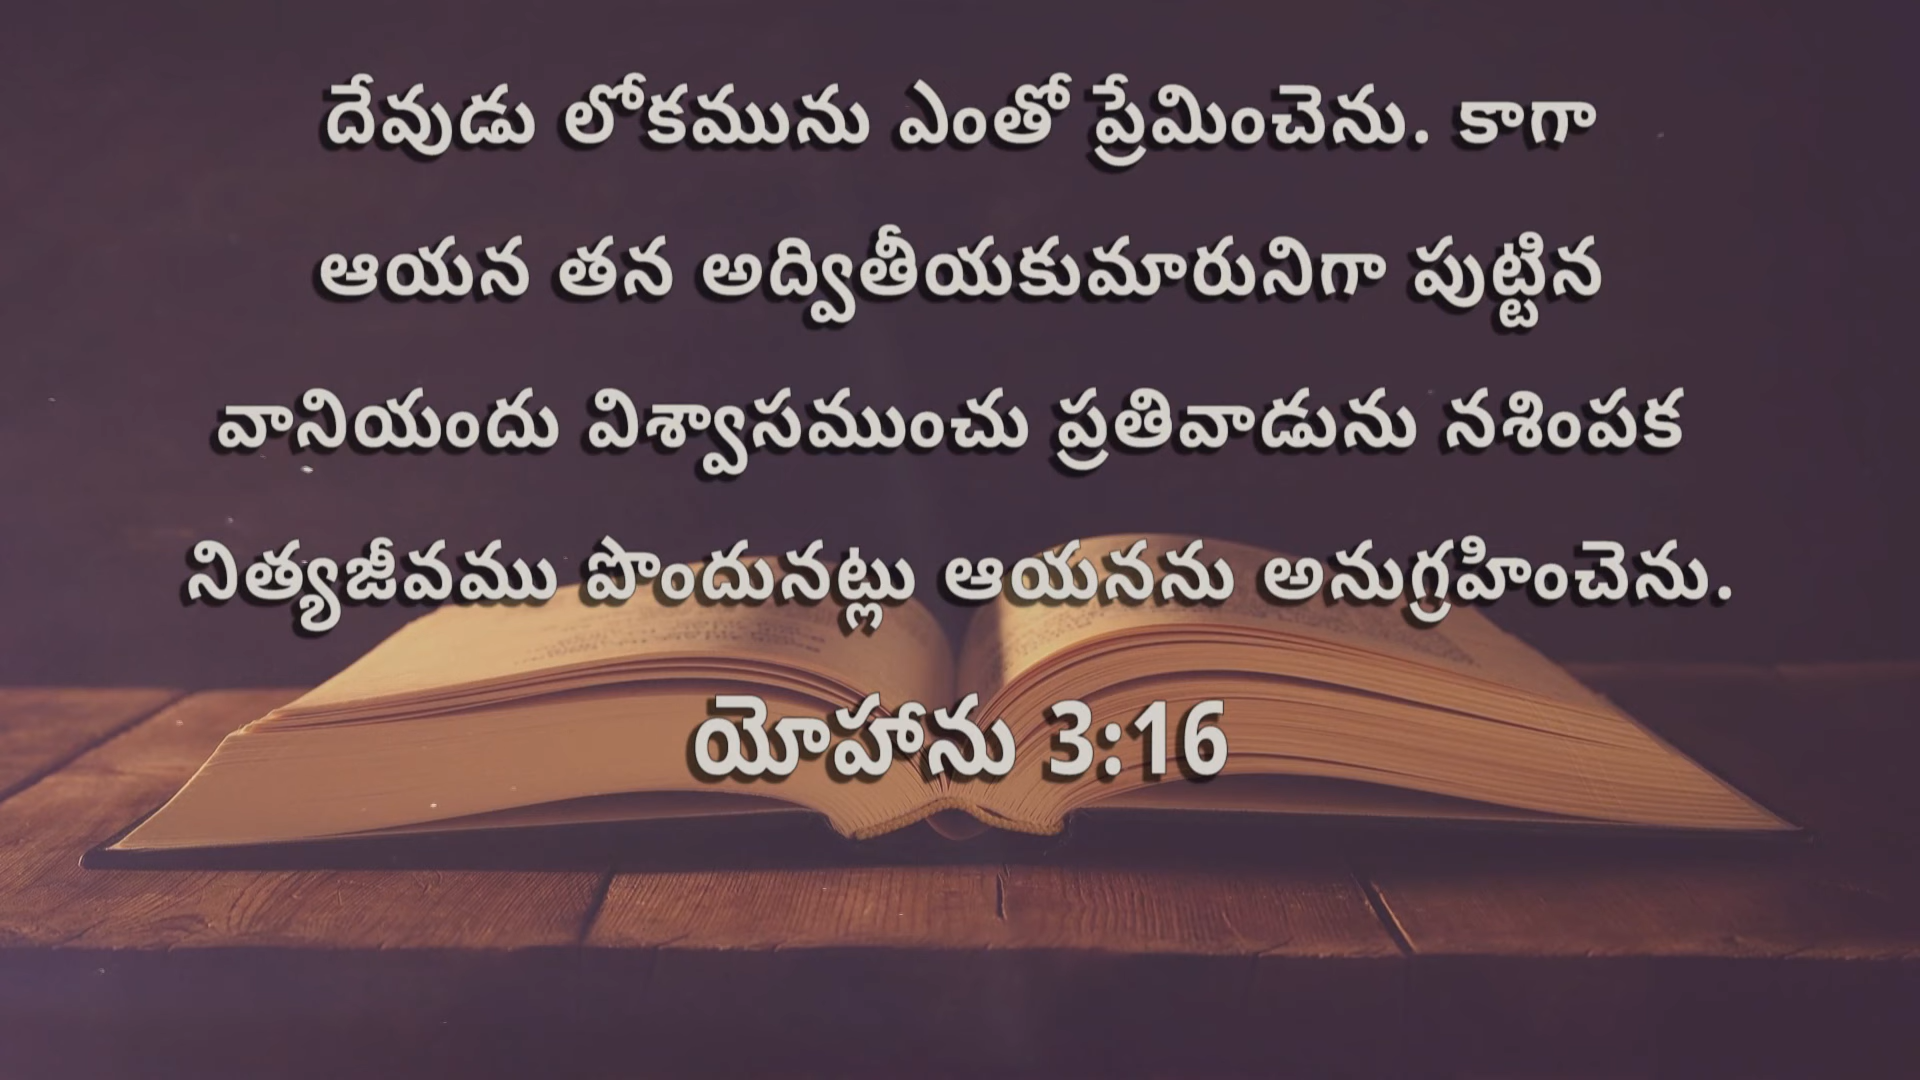 దేవుడు లోకమును ఎంతో ప్రేమించెను. కాగా
ఆయన తన అద్వితీయకుమారునిగా పుట్టిన
వానియందు విశ్వాసముంచు ప్రతివాడును నశింపక
నిత్యజీవము పొందునట్లు ఆయనను అనుగ్రహించెను.
యోహాను 3:16